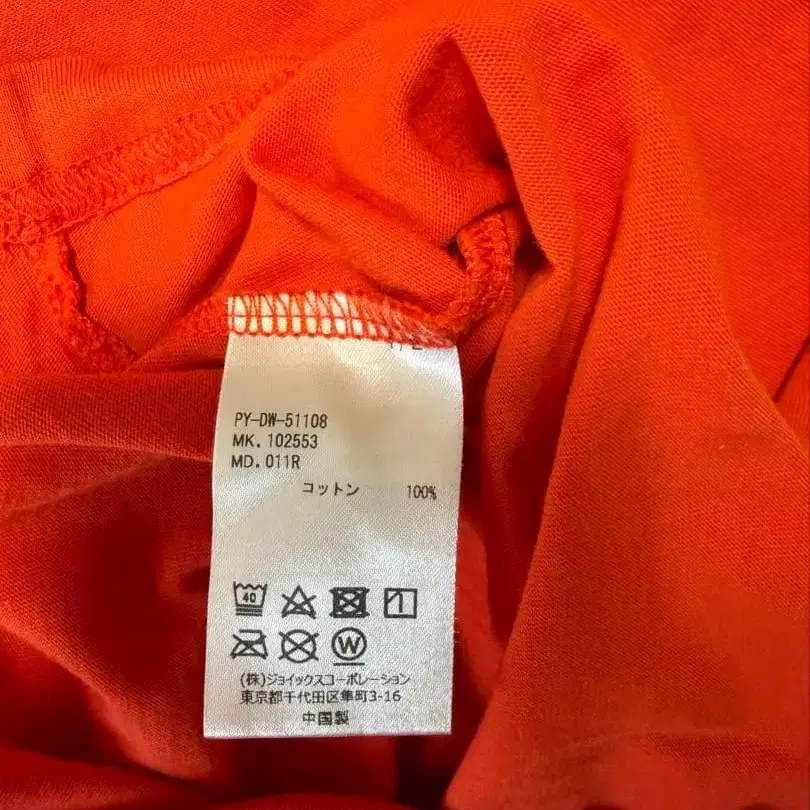 PY-DW-51108
MK.102553
MD.011R
コットン 100%
40
W
(株)ジョイックスコーポレーション
東京都千代田区隼町3-16
中国製